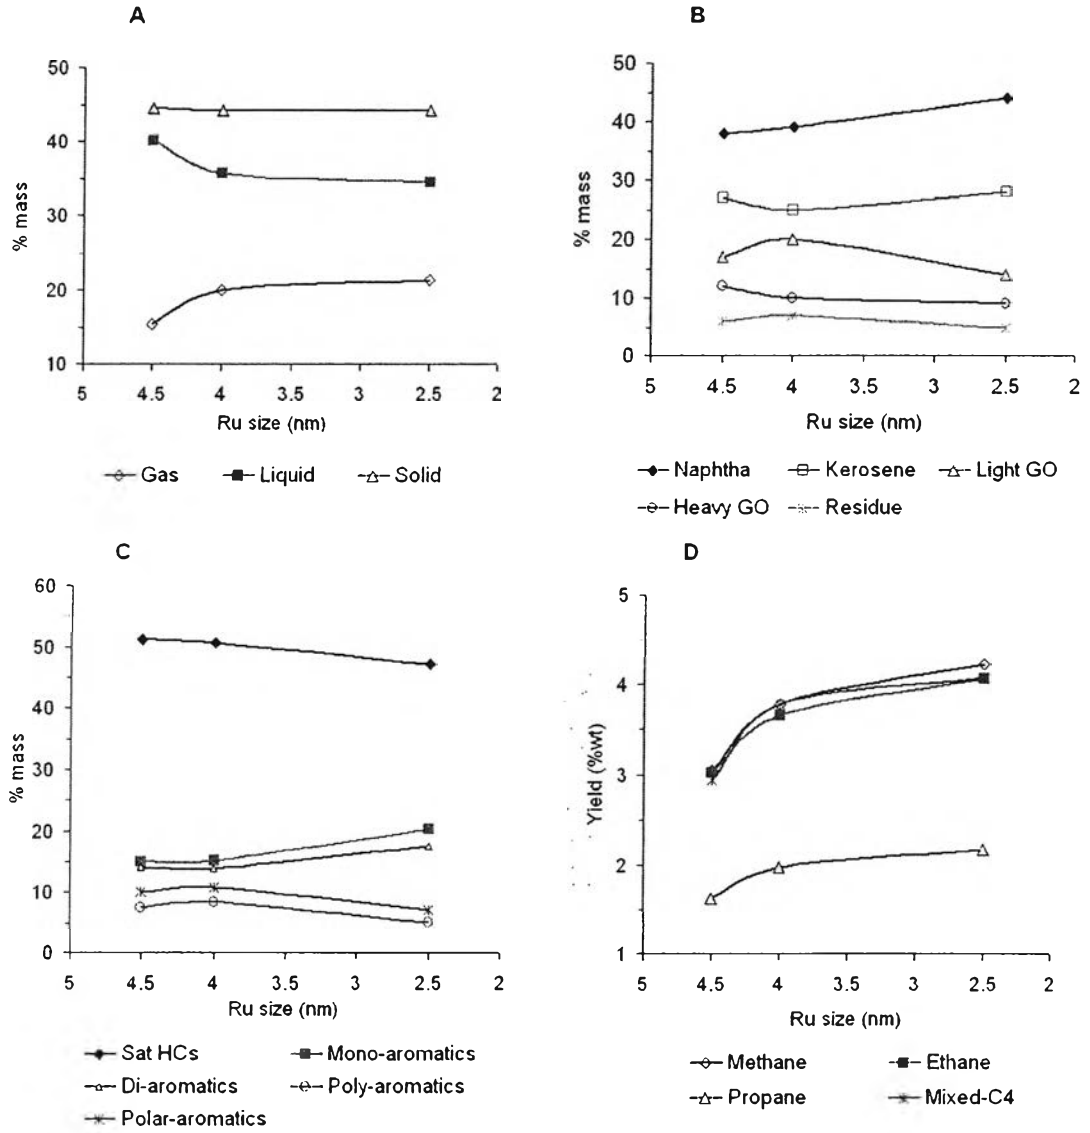 A
50
40
30
20
10
% mass
5 4.5 4 3.5 3 2.5 2
Ru size (nm)
Gas Liquid Solid
B
50
40
30
20
10
0
% mass
5 4.5 4 3.5 3 2.5 2
Ru size (nm)
Naphtha Kerosene Light GO
Heavy GO Residue
C
60
50
40
30
20
10
0
% mass
5 4.5 4 3.5 3 2.5 2
Ru size (nm)
Sat HCs Mono-aromatics
Di-aromatics Poly-aromatics
Polar-aromatics
D
5
4
3
2
1
Yield (%wt)
5 4.5 4 3.5 3 2.5 2
Ru size (nm)
Methane Ethane
Propane Mixed-C4